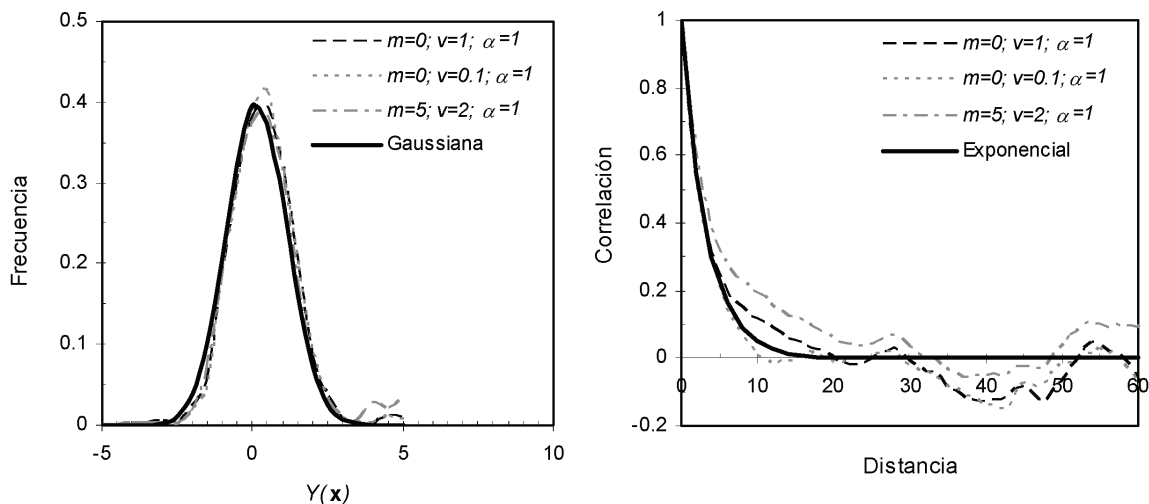 0.5
0.4
0.3
0.2
0.1
0
-5
0
5
10
Frecuencia
Y(x)
m=0; v=1; α=1
m=0; v=0.1; α=1
m=5; v=2; α=1
Gaussiana
1
0.8
0.6
0.4
0.2
0
-0.2
0
10
20
30
40
50
60
Correlación
Distancia
m=0; v=1; α=1
m=0; v=0.1; α=1
m=5; v=2; α=1
Exponencial